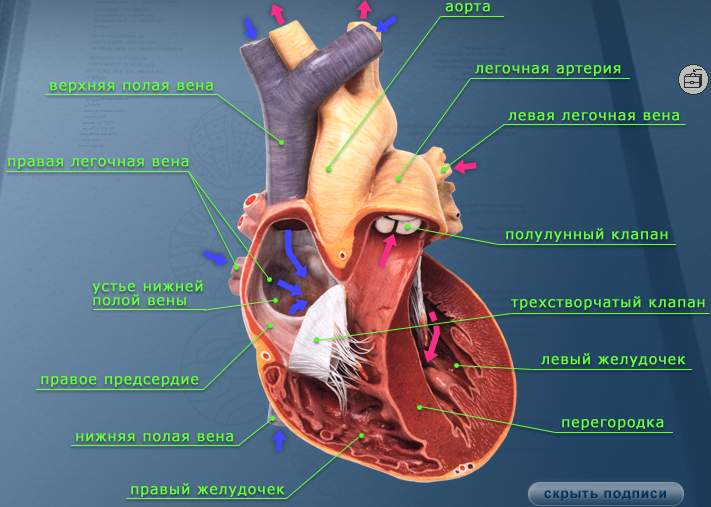 аорта
легочная артерия
верхняя полая вена
левая легочная вена
правая легочная вена
полулунный клапан
устье нижней
полой вены
трехстворчатый клапан
левый желудочек
правое предсердие
перегородка
нижняя полая вена
правый желудочек
скрыть подписи